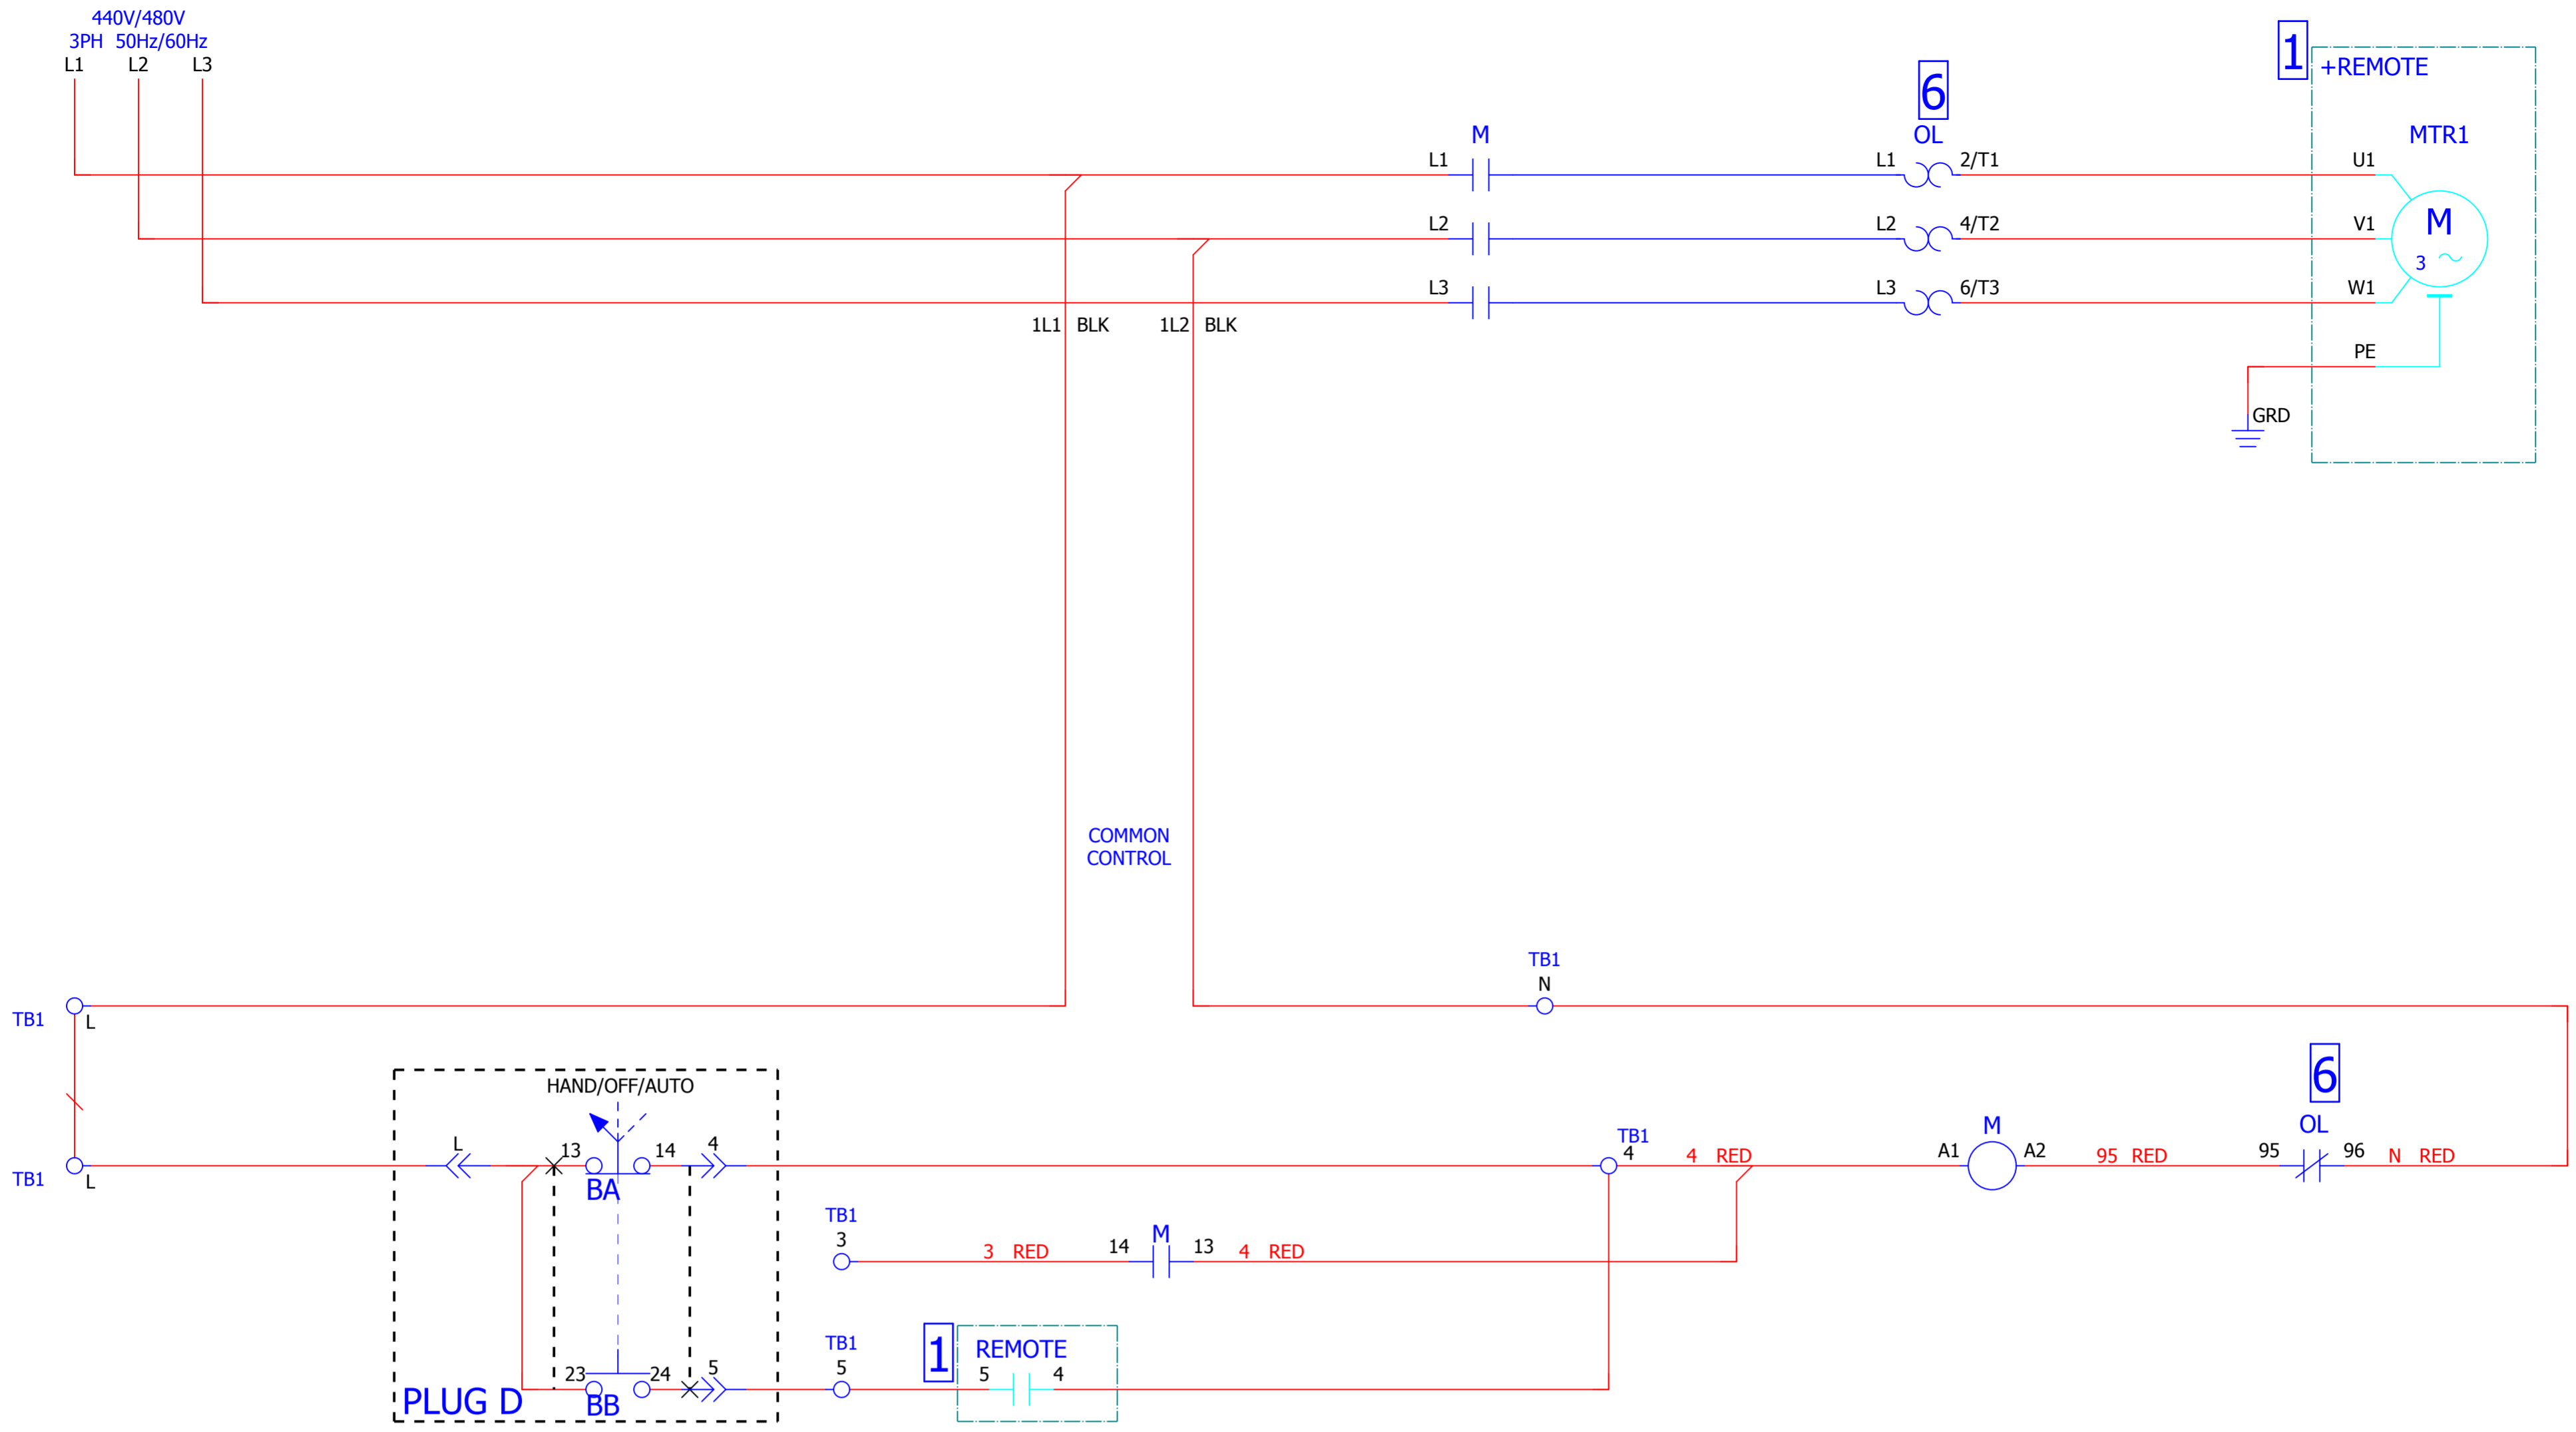 440V/480V
3PH 50Hz/60Hz
L1 L2 L3
1
+REMOTE
6
M OL MTR1
L1 L1 2/T1 U1
L2 L2 4/T2 V1
M
3
L3 L3 6/T3 W1
1L1 BLK 1L2 BLK
PE
GRD
COMMON
CONTROL
TB1
N
TB1 L
HAND/OFF/AUTO
6
M OL
TB1
L 13 14 4 4 4 RED A1 A2 95 RED 95 96 N RED
TB1 L
BA
TB1
3
M
3 RED 14 13 4 RED
TB1
1 REMOTE
23 24 5 5 5 4
PLUG D BB